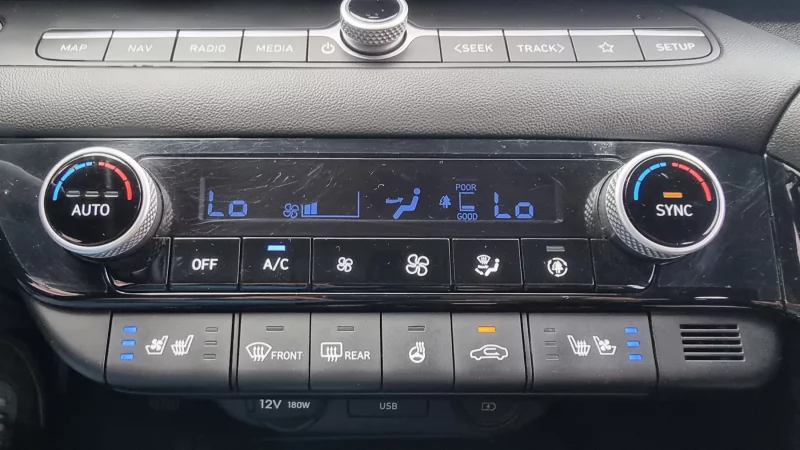 MAP NAV RADIO MEDIA <SEEK TRACK> SETUP
AUTO Lo POOR GOOD Lo SYNC
OFF A/C
FRONT REAR
12V 180W USB